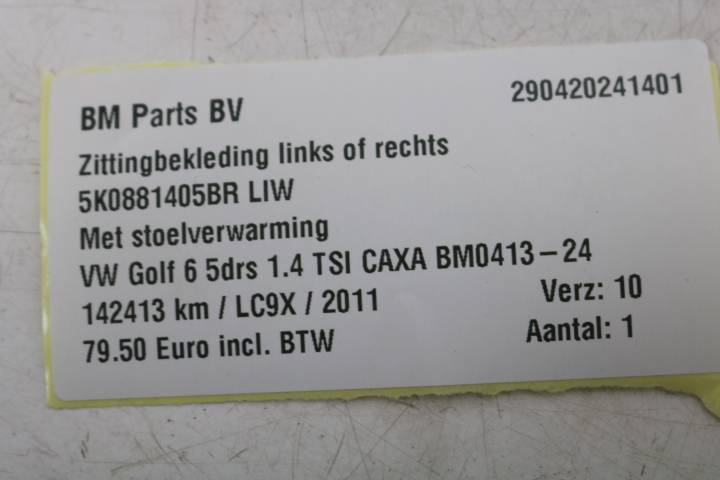 BM Parts BV 290420241401
Zittingbekleding links of rechts
5K0881405BR LIW
Met stoelverwarming
VW Golf 6 5drs 1.4 TSI CAXA BM0413-24
142413 km / LC9X / 2011 Verz: 10
79.50 Euro incl. BTW Aantal: 1